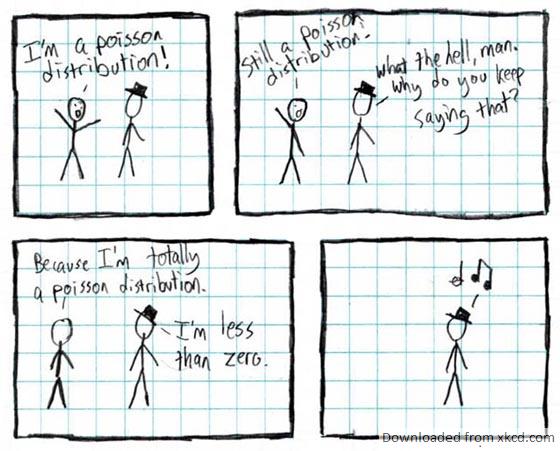 I'm a poisson
distribution!
Still a poisson
distribution.
What the hell, man.
Why do you keep
saying that?
Because I'm totally
a poisson distribution.
I'm less
than zero.
Downloaded from xkcd.com